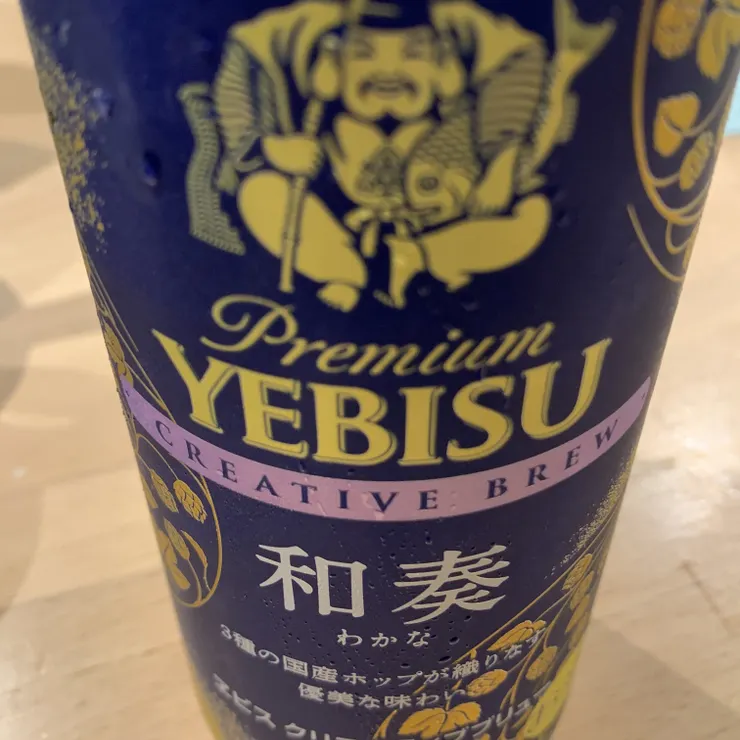 Premium
YEBISU
CREATIVE BREW
和奏
わかな
3種の国産ホップが織りなす
優美な味わい